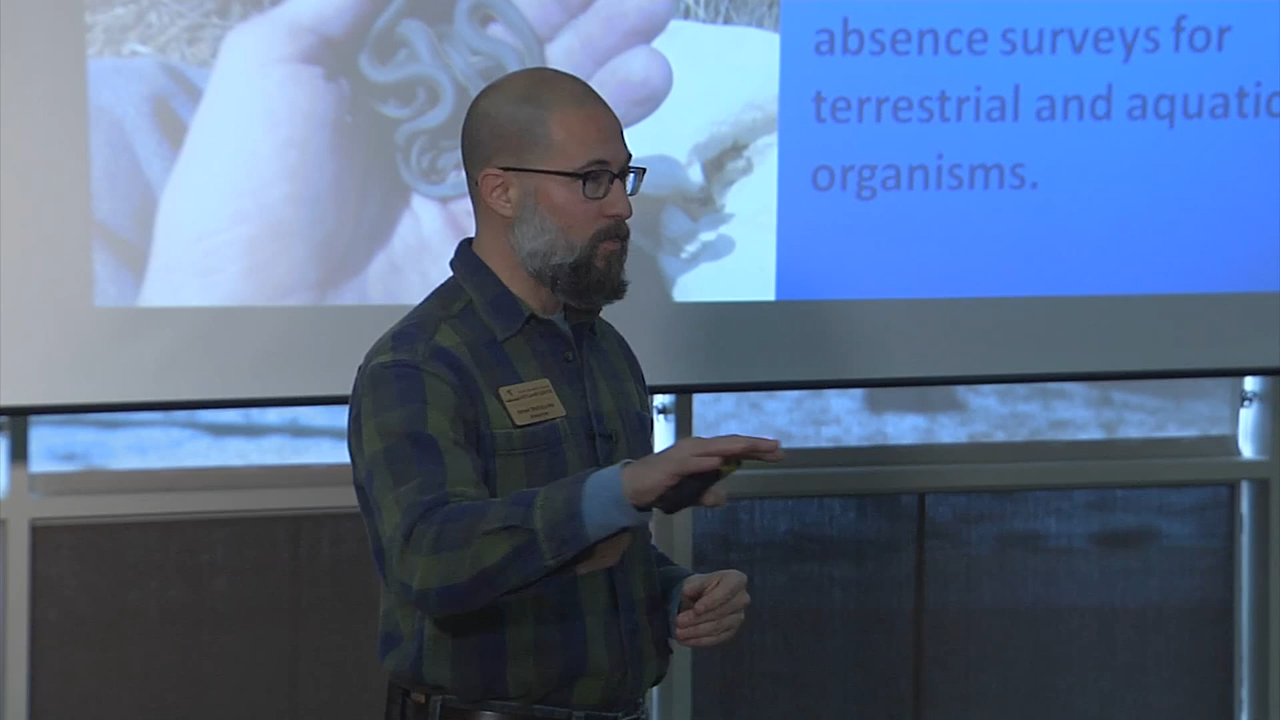 absence surveys for
terrestrial and aquatic
organisms.